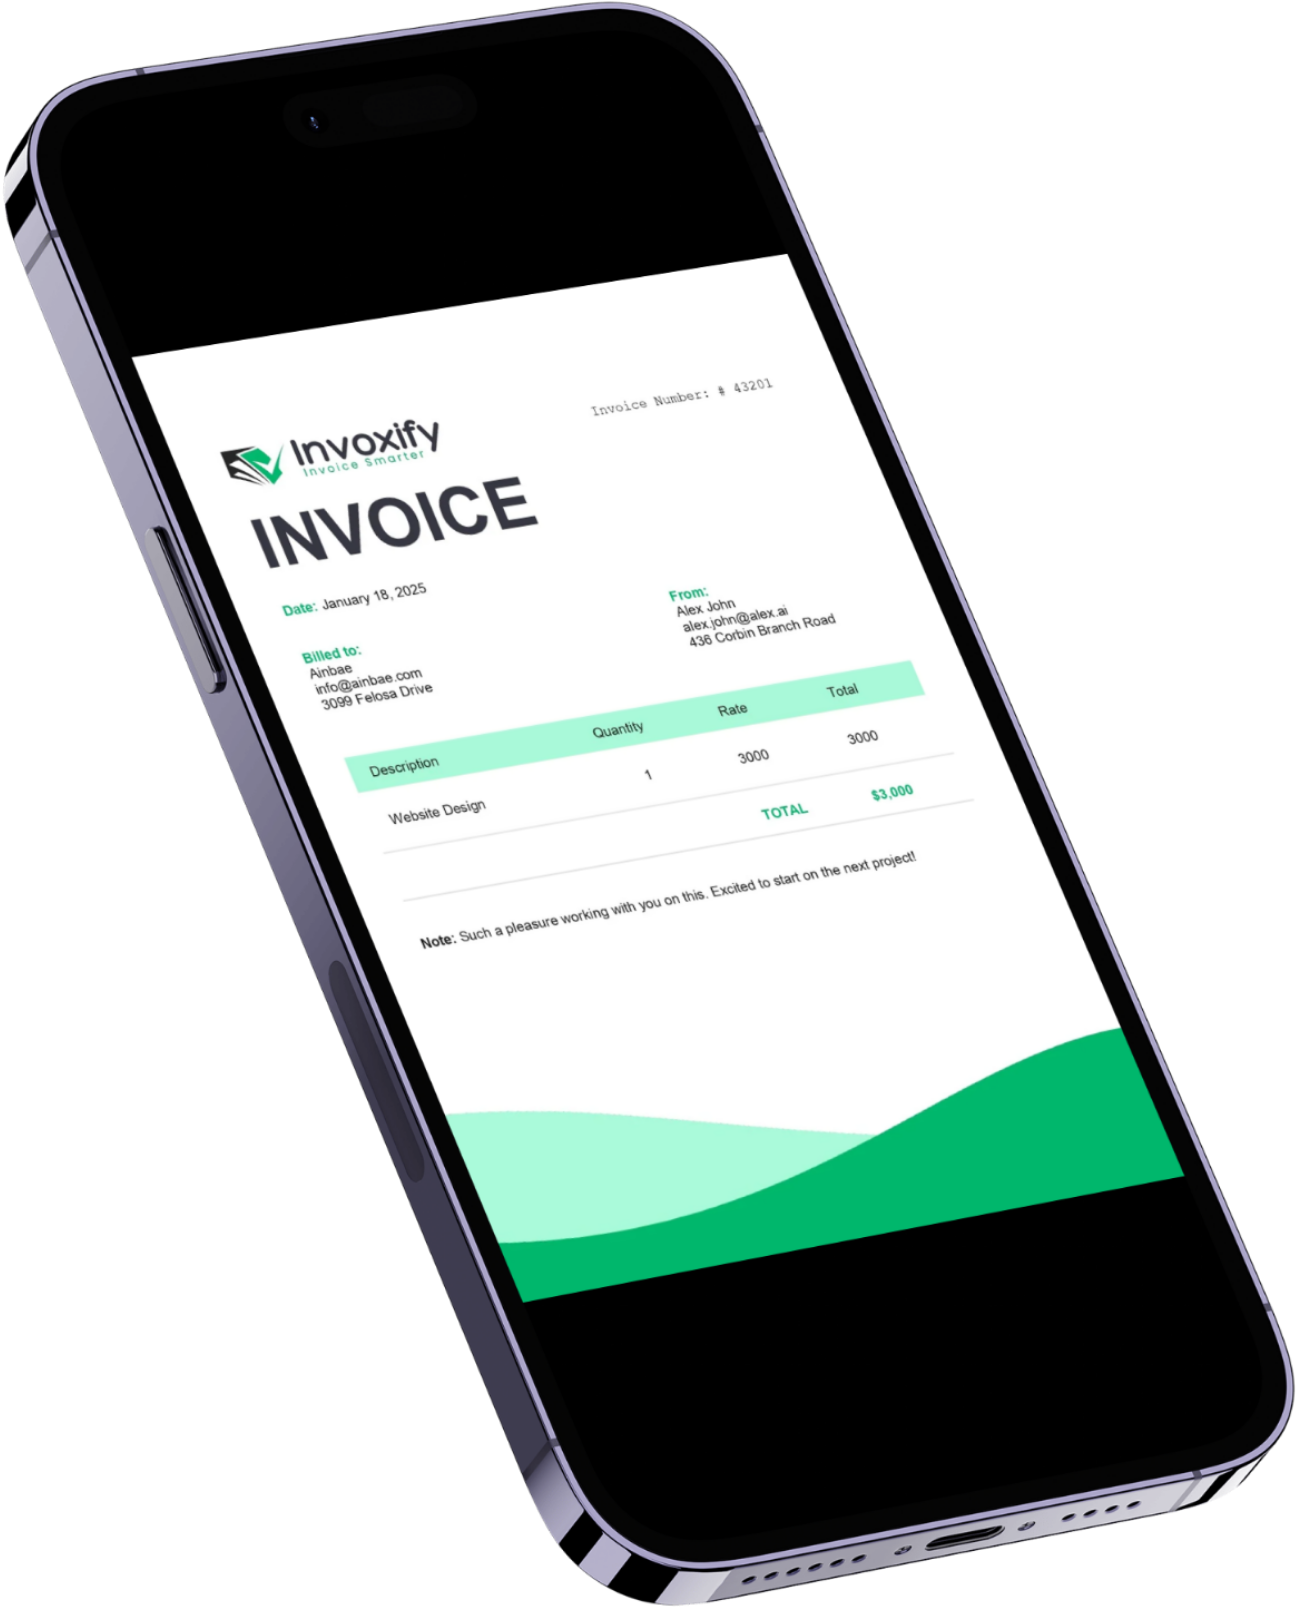 Invoice Number: # 43201
Invoxify
Invoice Smarter
INVOICE
Date: January 18, 2025
Billed to:
Ainbae
info@ainbae.com
3099 Felosa Drive
From:
Alex John
alex.john@alex.ai
436 Corbin Branch Road
Description Quantity Rate Total
Website Design 1 3000 3000
TOTAL $3,000
Note: Such a pleasure working with you on this. Excited to start on the next project!